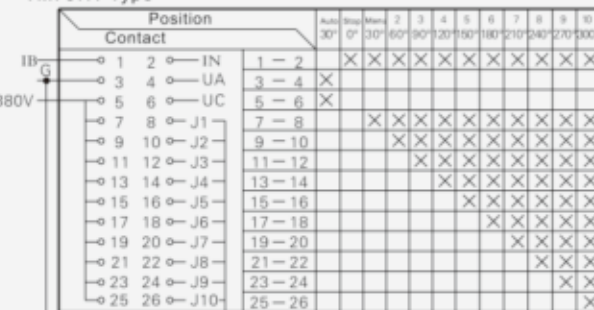 Position
Contact
Auto Stop Manu 2 3 4 5 6 7 8 9 10
30° 0° 30° 60° 90° 120° 150° 180° 210° 240° 270° 300
IB 1 2 IN 1 – 2 X X X X X X X X X X X
G 3 4 UA 3 – 4 X
380V 5 6 UC 5 – 6 X
7 8 J1 7 – 8 X X X X X X X X X X
9 10 J2 9 – 10 X X X X X X X X X
11 12 J3 11 – 12 X X X X X X X X
13 14 J4 13 – 14 X X X X X X X
15 16 J5 15 – 16 X X X X X X
17 18 J6 17 – 18 X X X X X
19 20 J7 19 – 20 X X X X
21 22 J8 21 – 22 X X X
23 24 J9 23 – 24 X X
25 26 J10 25 – 26 X